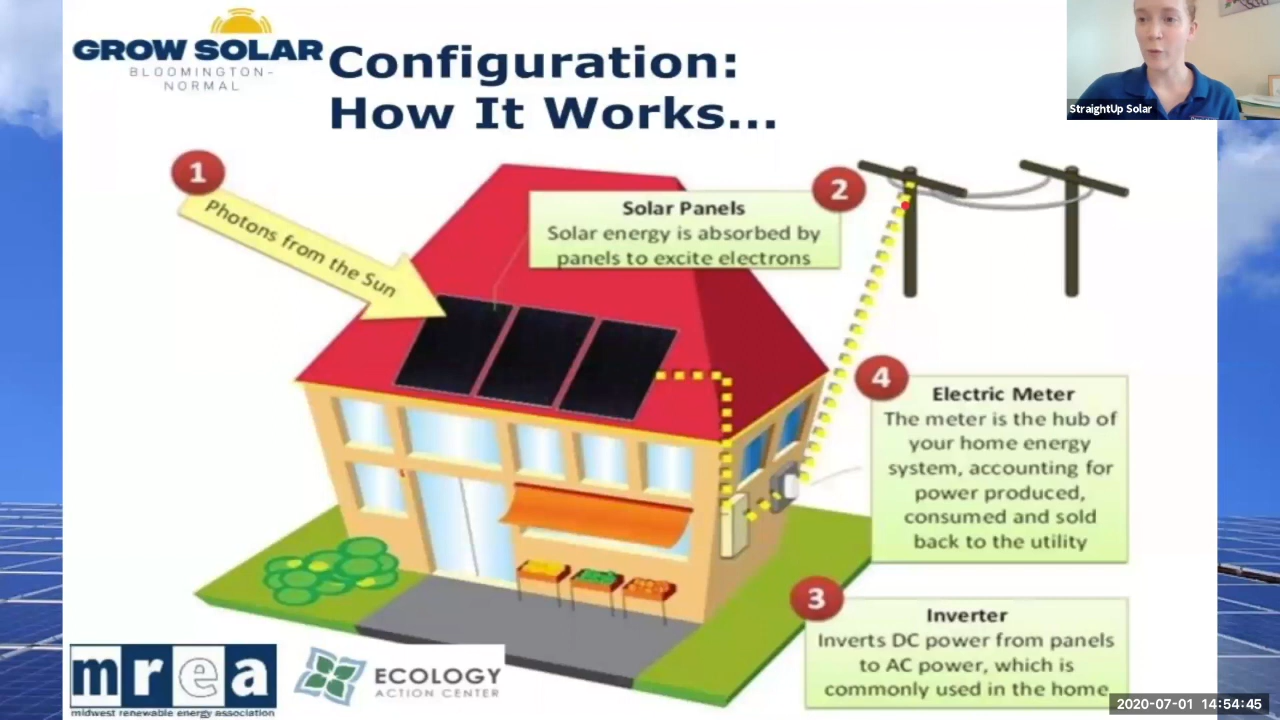 GROW SOLAR
BLOOMINGTON-
NORMAL
Configuration:
How It Works...
StraightUp Solar
1
Photons from the Sun
2
Solar Panels
Solar energy is absorbed by
panels to excite electrons
4
Electric Meter
The meter is the hub of
your home energy
system, accounting for
power produced,
consumed and sold
back to the utility
3
Inverter
Inverts DC power from panels
to AC power, which is
commonly used in the home
mrea
midwest renewable energy association
ECOLOGY
ACTION CENTER
2020-07-01 14:54:45